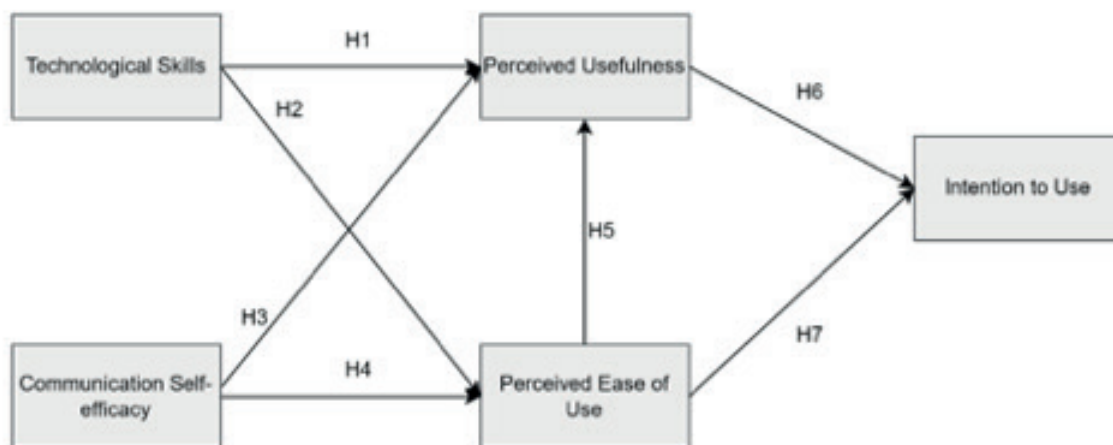 H1
Technological Skills
Perceived Usefulness
H6
H2
Intention to Use
H5
H3
H7
H4
Communication Self-
efficacy
Perceived Ease of
Use